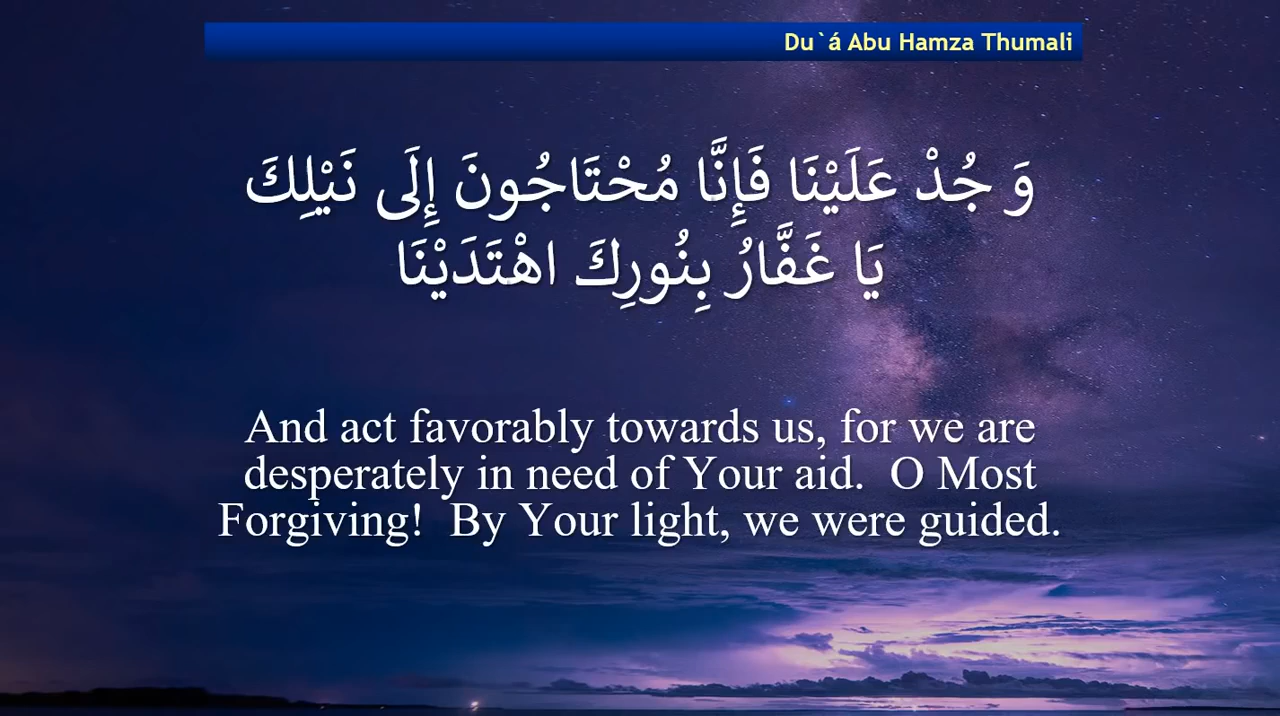 Du`á Abu Hamza Thumali
وَ جُدْ عَلَيْنَا فَإِنَّا مُحْتَاجُونَ إِلَى نَيْلِكَ
يَا غَفَّارُ بِنُورِكَ اهْتَدَيْنَا
And act favorably towards us, for we are
desperately in need of Your aid.  O Most
Forgiving!  By Your light, we were guided.